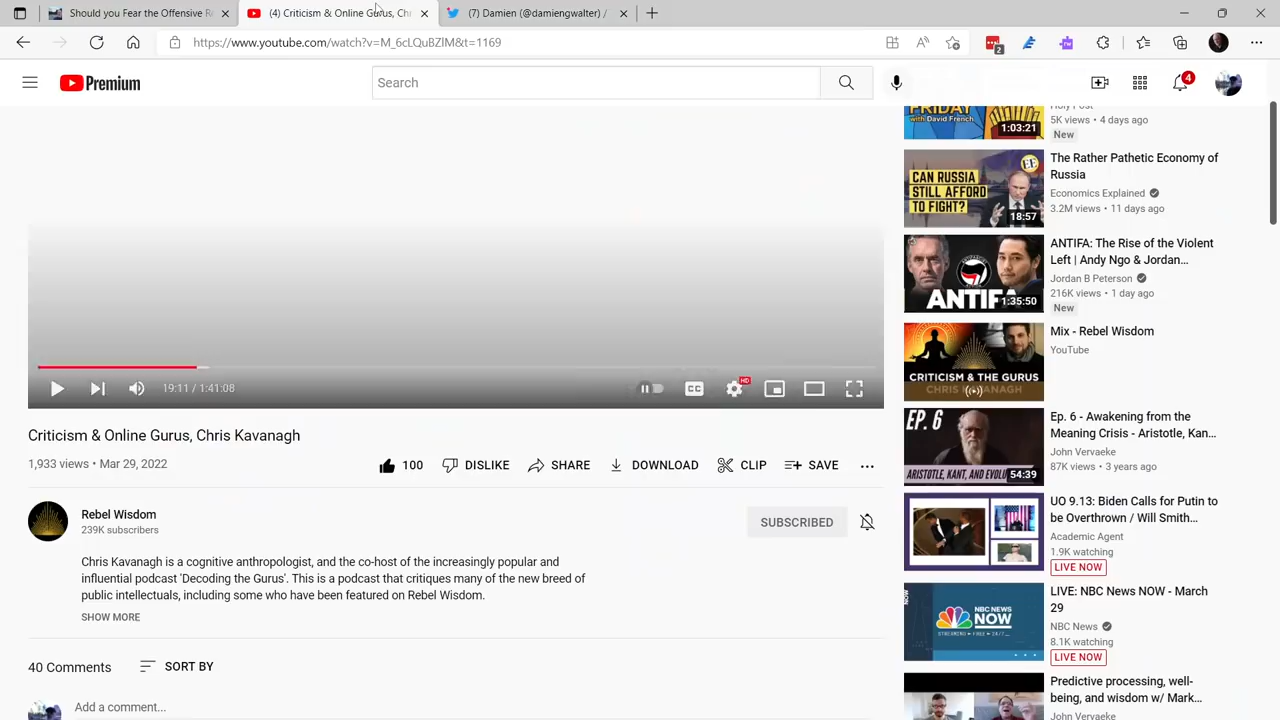 Should you Fear the Offensive R
(4) Criticism & Online Gurus, Chr
(7) Damien (@damiengwalter) /
https://www.youtube.com/watch?v=M_6cLQuBZlM&t=1169
2
Premium
Search
4
FRIDAY
with David French
1:03:21
5K views • 4 days ago
New
CAN RUSSIA
STILL AFFORD
TO FIGHT?
EE
18:57
The Rather Pathetic Economy of
Russia
Economics Explained
3.2M views • 11 days ago
ANTIFA
1:35:50
ANTIFA: The Rise of the Violent
Left | Andy Ngo & Jordan…
Jordan B Peterson
216K views • 1 day ago
New
CRITICISM & THE GURUS
CHRIS KAVANAGH
Mix - Rebel Wisdom
YouTube
EP. 6
ARISTOTLE, KANT, AND EVOLU
54:39
Ep. 6 - Awakening from the
Meaning Crisis - Aristotle, Kan…
John Vervaeke
87K views • 3 years ago
UO 9.13: Biden Calls for Putin to
be Overthrown / Will Smith…
Academic Agent
1.9K watching
LIVE NOW
NOW
NBC NEWS
NOW
LIVE: NBC News NOW - March
29
NBC News
8.1K watching
LIVE NOW
Predictive processing, well-
being, and wisdom w/ Mark…
John Vervaeke
19:11 / 1:41:08
CC
HD
Criticism & Online Gurus, Chris Kavanagh
1,933 views • Mar 29, 2022
100
DISLIKE
SHARE
DOWNLOAD
CLIP
SAVE
Rebel Wisdom
239K subscribers
SUBSCRIBED
Chris Kavanagh is a cognitive anthropologist, and the co-host of the increasingly popular and
influential podcast 'Decoding the Gurus'. This is a podcast that critiques many of the new breed of
public intellectuals, including some who have been featured on Rebel Wisdom.
SHOW MORE
40 Comments
SORT BY
Add a comment...